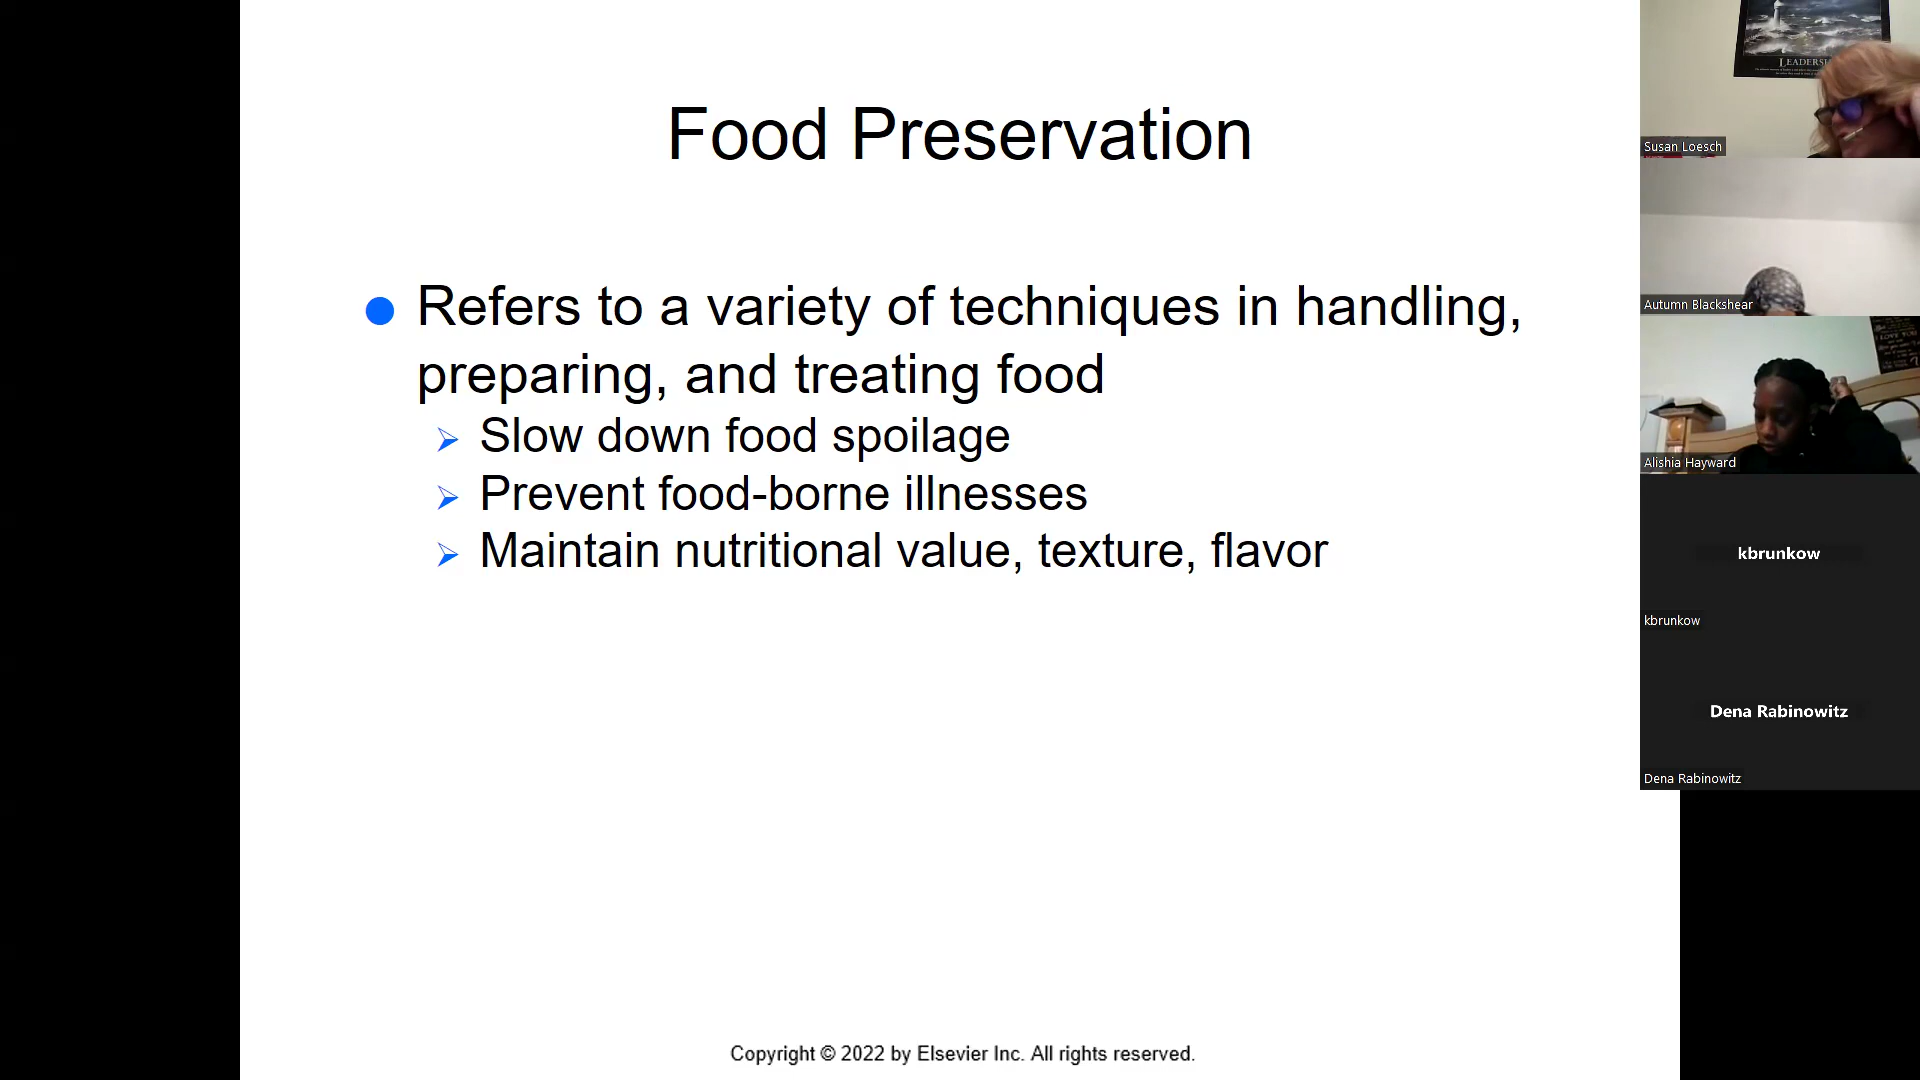 Food Preservation
Refers to a variety of techniques in handling,
preparing, and treating food
Slow down food spoilage
Prevent food-borne illnesses
Maintain nutritional value, texture, flavor
Copyright © 2022 by Elsevier Inc. All rights reserved.
Susan Loesch
Autumn Blackshear
I LOVE YOU
Alishia Hayward
kbrunkow
kbrunkow
Dena Rabinowitz
Dena Rabinowitz